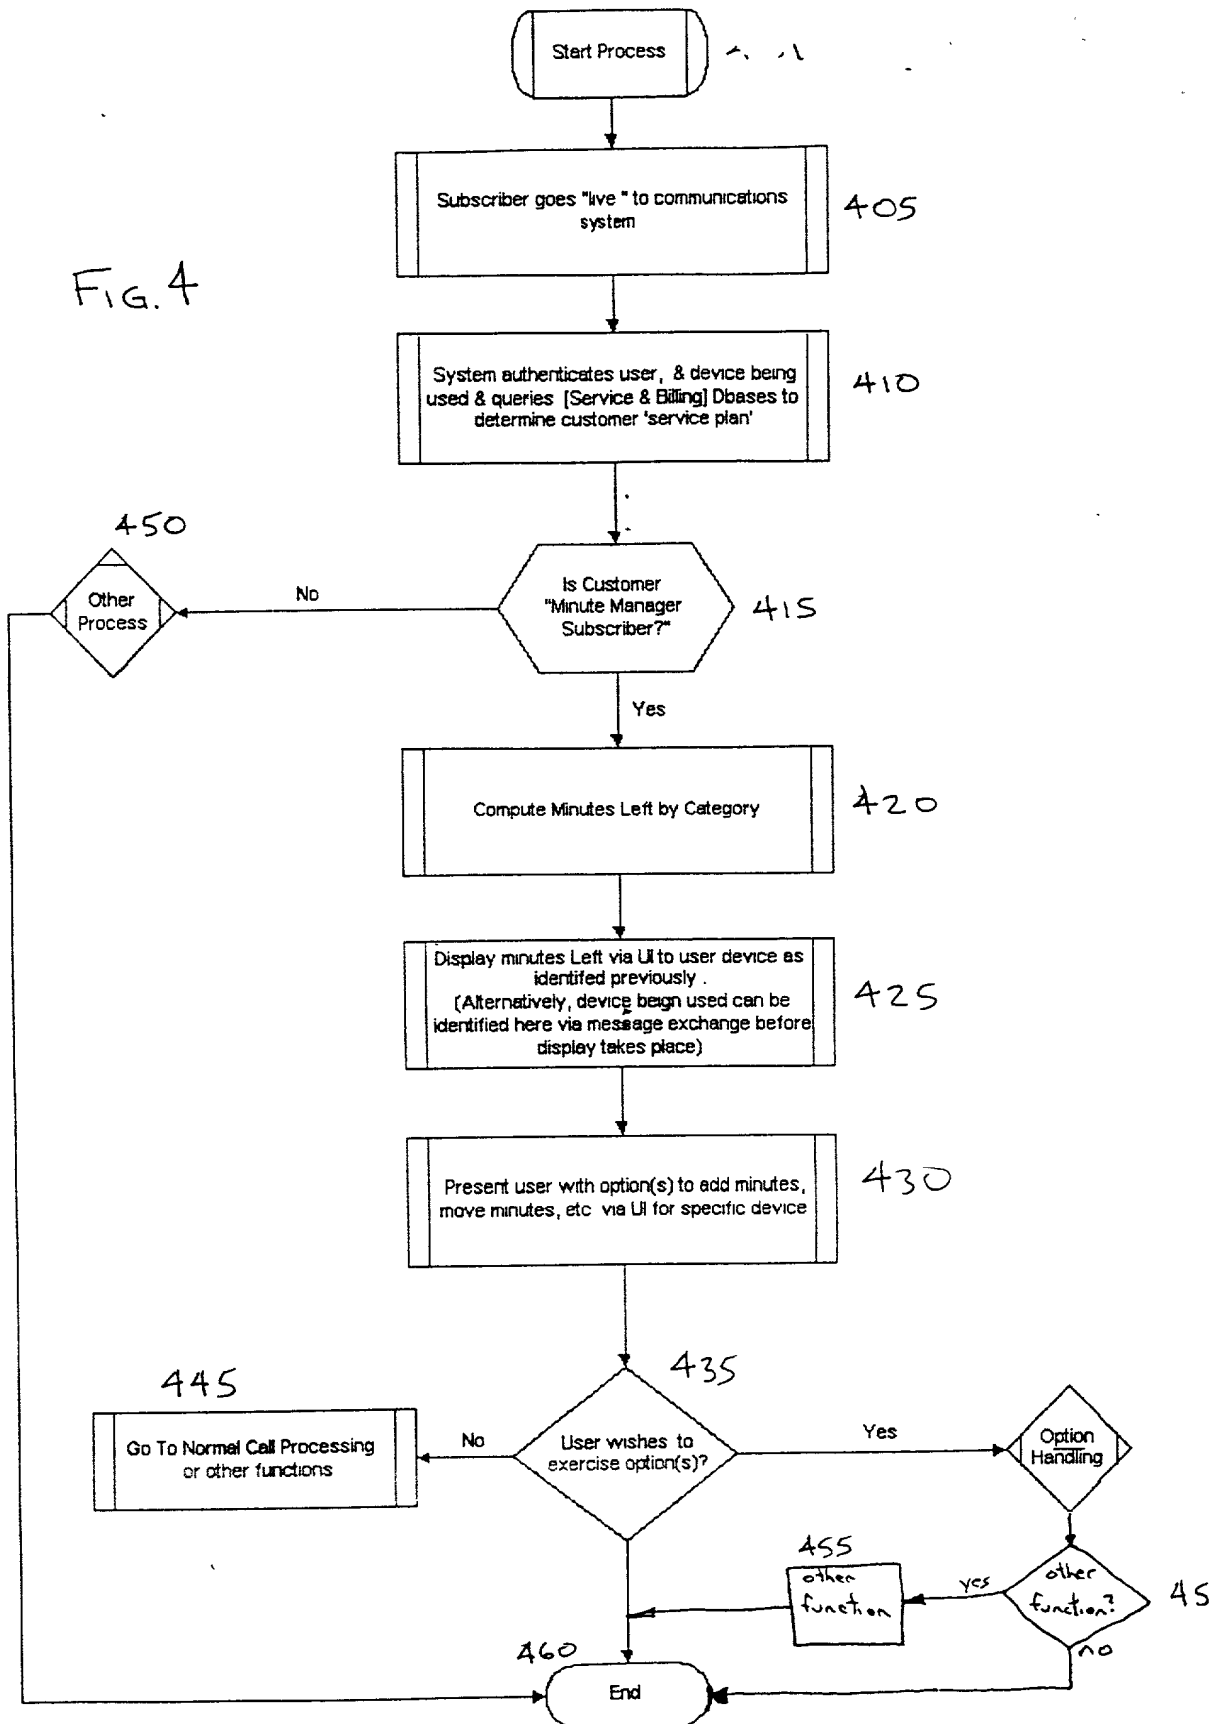 Start Process
Subscriber goes "live " to communications
system
405
FIG. 4
System authenticates user, & device being
used & queries [Service & Billing] Dbases to
determine customer 'service plan'
410
450
Other
Process
No
Is Customer
"Minute Manager
Subscriber?"
415
Yes
Compute Minutes Left by Category
420
Display minutes Left via UI to user device as
identifed previously .
(Alternatively, device beign used can be
identified here via message exchange before
display takes place)
425
Present user with option(s) to add minutes,
move minutes, etc via UI for specific device
430
435
445
Go To Normal Call Processing
or other functions
No
User wishes to
exercise option(s)?
Yes
Option
Handling
455
other
function
yes
other
function?
45
no
460
End